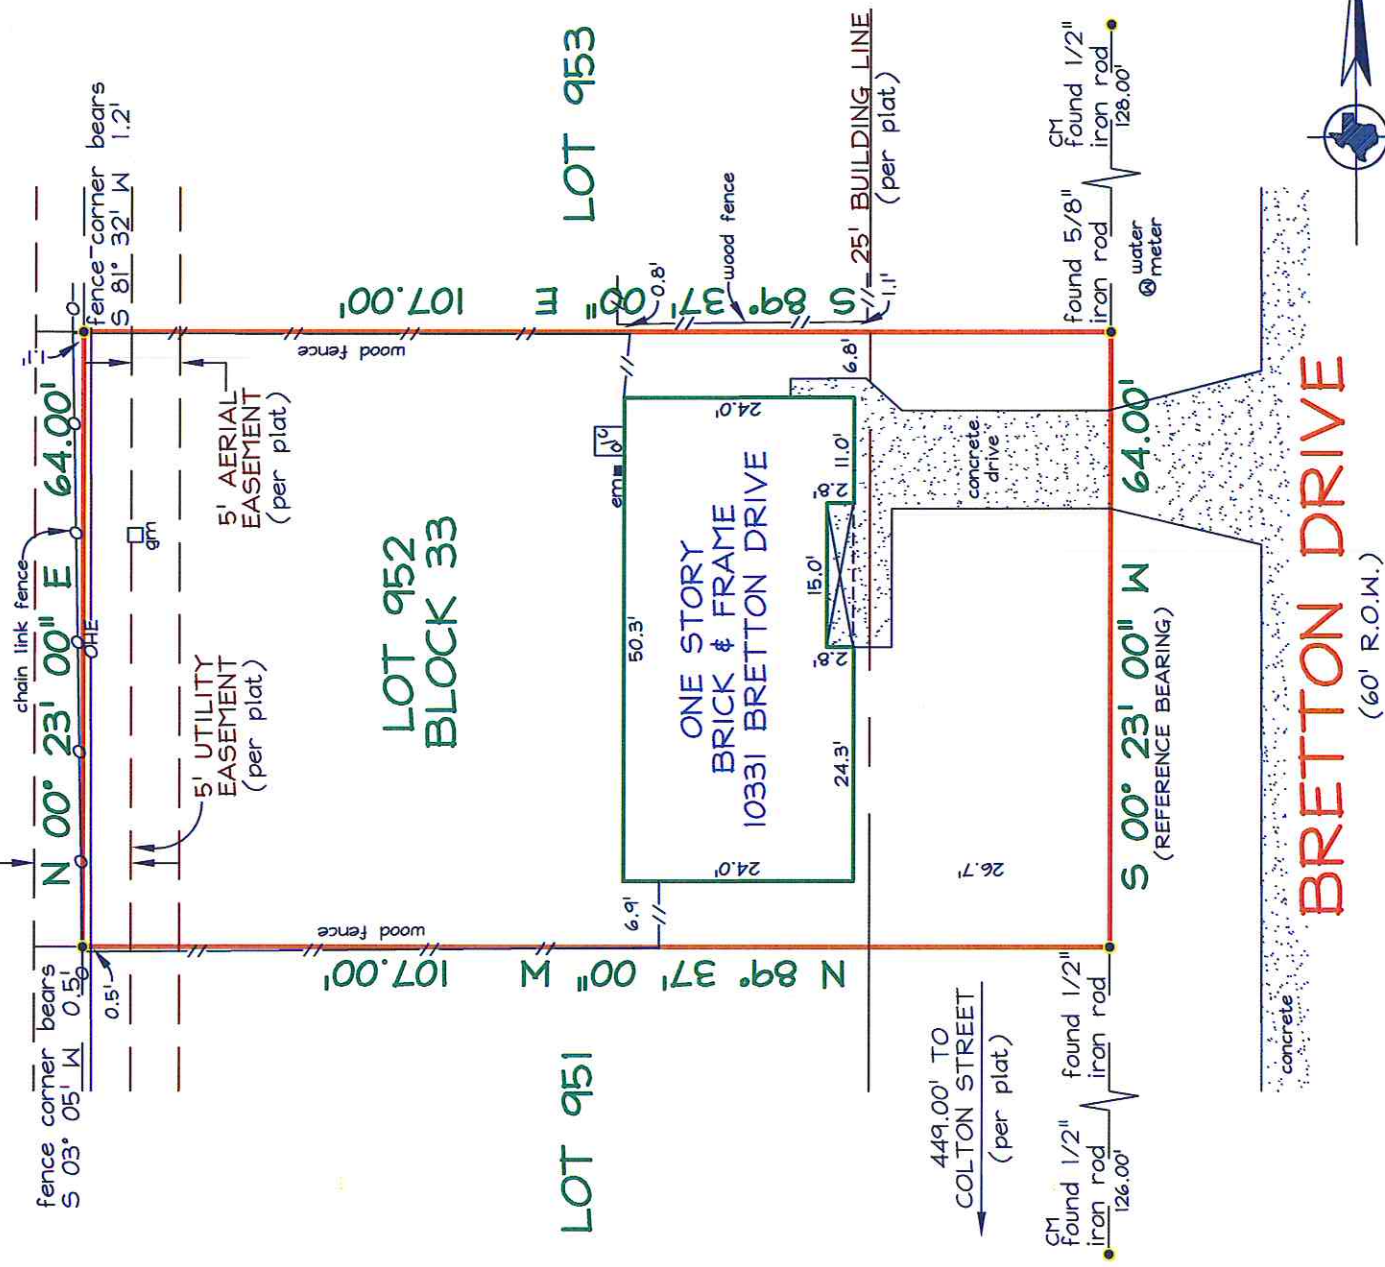 fence corner bears
S 03° 05' W 0.5'
0.5'
chain link fence
N 00° 23' 00" E 64.00'
OHE
1.1'
fence corner bears
S 81° 32' W 1.2'
5' UTILITY
EASEMENT
(per plat)
gm
5' AERIAL
EASEMENT
(per plat)
wood fence
wood fence
N 89° 37' 00" W 107.00'
S 89° 37' 00" E 107.00'
LOT 951
LOT 952
BLOCK 33
LOT 953
em
0.8'
wood fence
6.9'
50.3'
24.0'
24.0'
ONE STORY
BRICK & FRAME
10331 BRETTON DRIVE
24.3'
2.8'
15.0'
2.8'
11.0'
6.8'
1.1'
25' BUILDING LINE
(per plat)
26.7'
concrete
drive
449.00' TO
COLTON STREET
(per plat)
CM
found 1/2"
iron rod
126.00'
found 1/2"
iron rod
S 00° 23' 00" W 64.00'
(REFERENCE BEARING)
found 5/8"
iron rod
CM
found 1/2"
iron rod
128.00'
water
meter
concrete
BRETTON DRIVE
(60' R.O.W.)